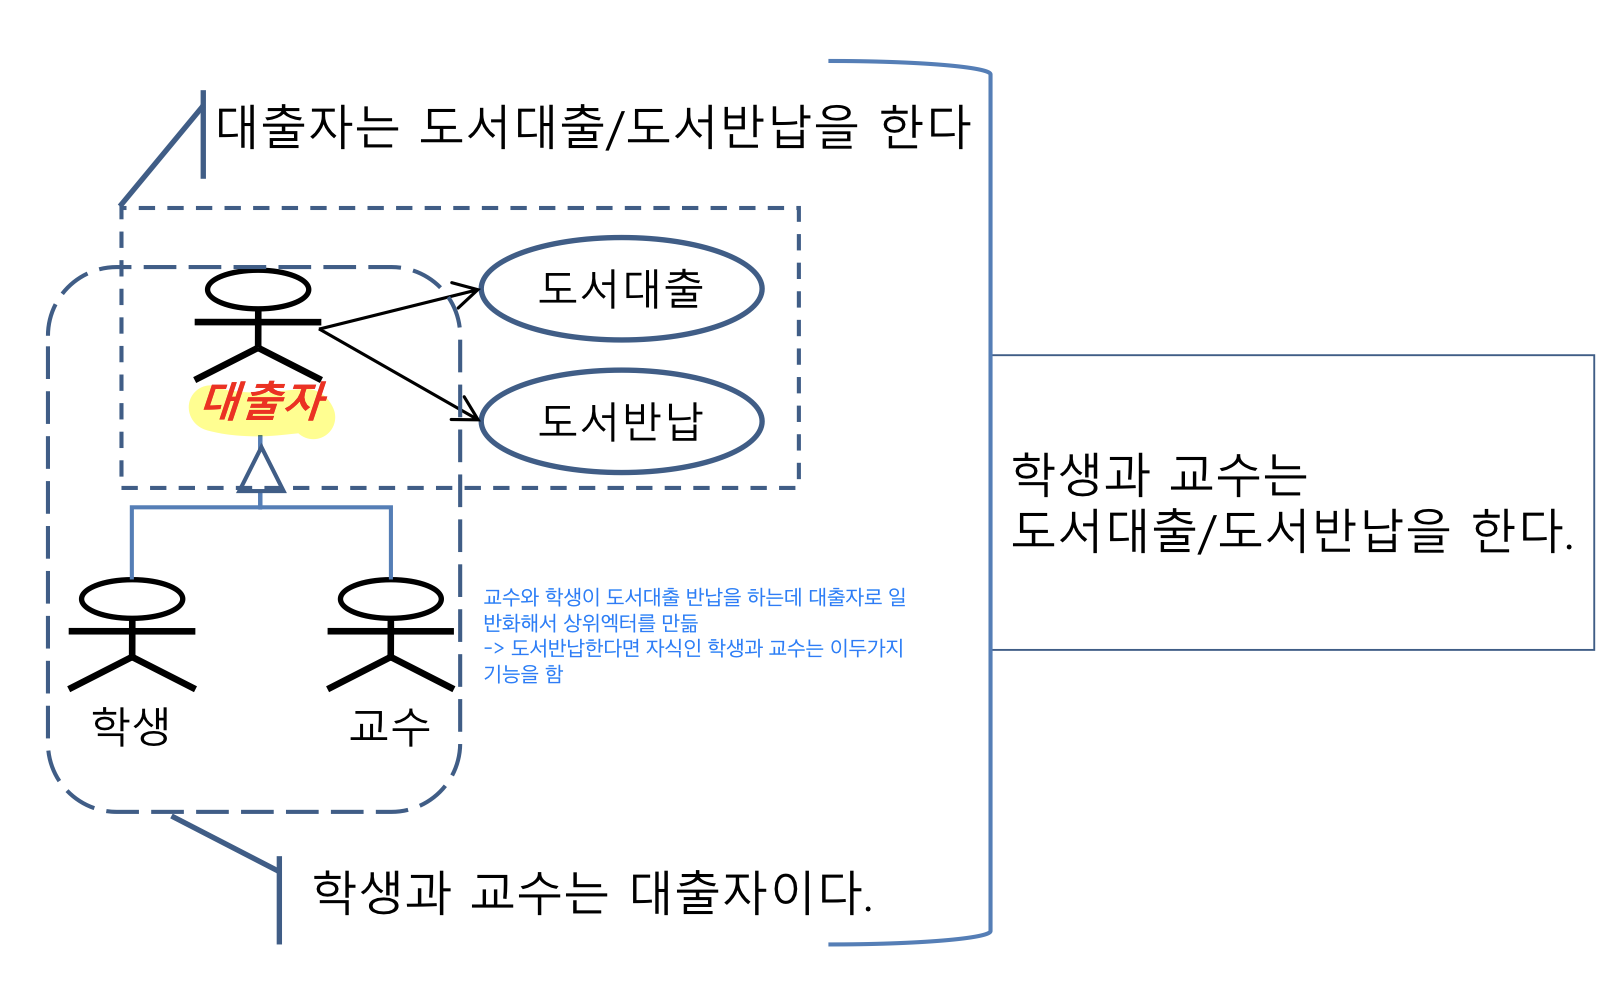 대출자는 도서대출/도서반납을 한다
도서대출
대출자
도서반납
학생과 교수는
도서대출/도서반납을 한다.
교수와 학생이 도서대출 반납을 하는데 대출자로 일
반화해서 상위엑터를 만듦
-> 도서반납한다면 자식인 학생과 교수는 이두가지
기능을 함
학생
교수
학생과 교수는 대출자이다.